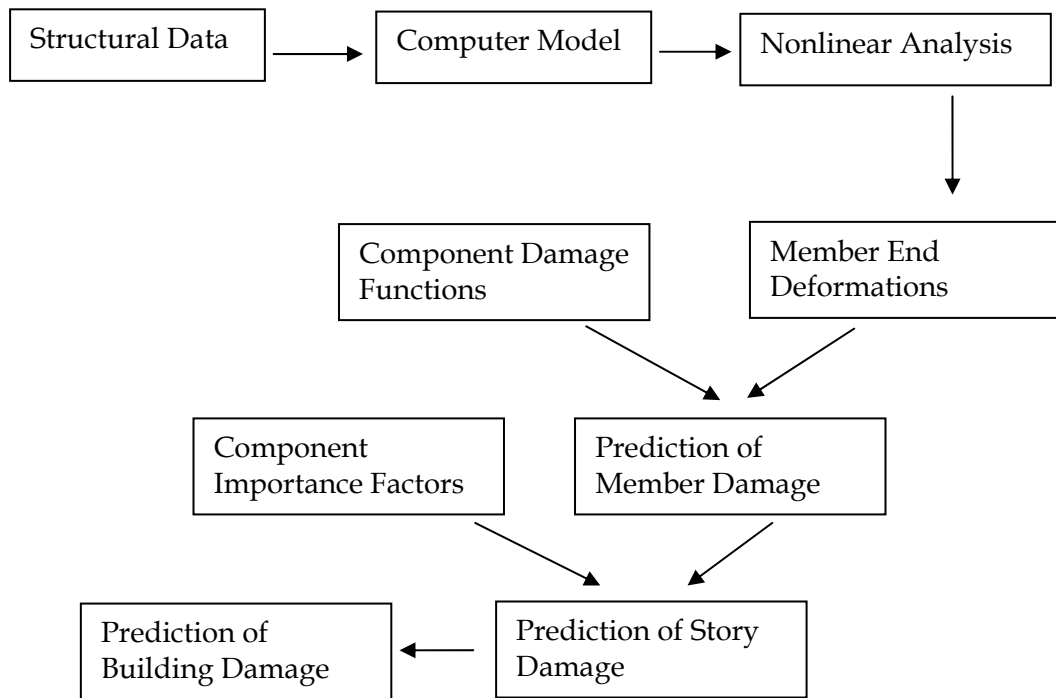 Structural Data
Computer Model
Nonlinear Analysis
Component Damage
Functions
Member End
Deformations
Component
Importance Factors
Prediction of
Member Damage
Prediction of
Building Damage
Prediction of Story
Damage